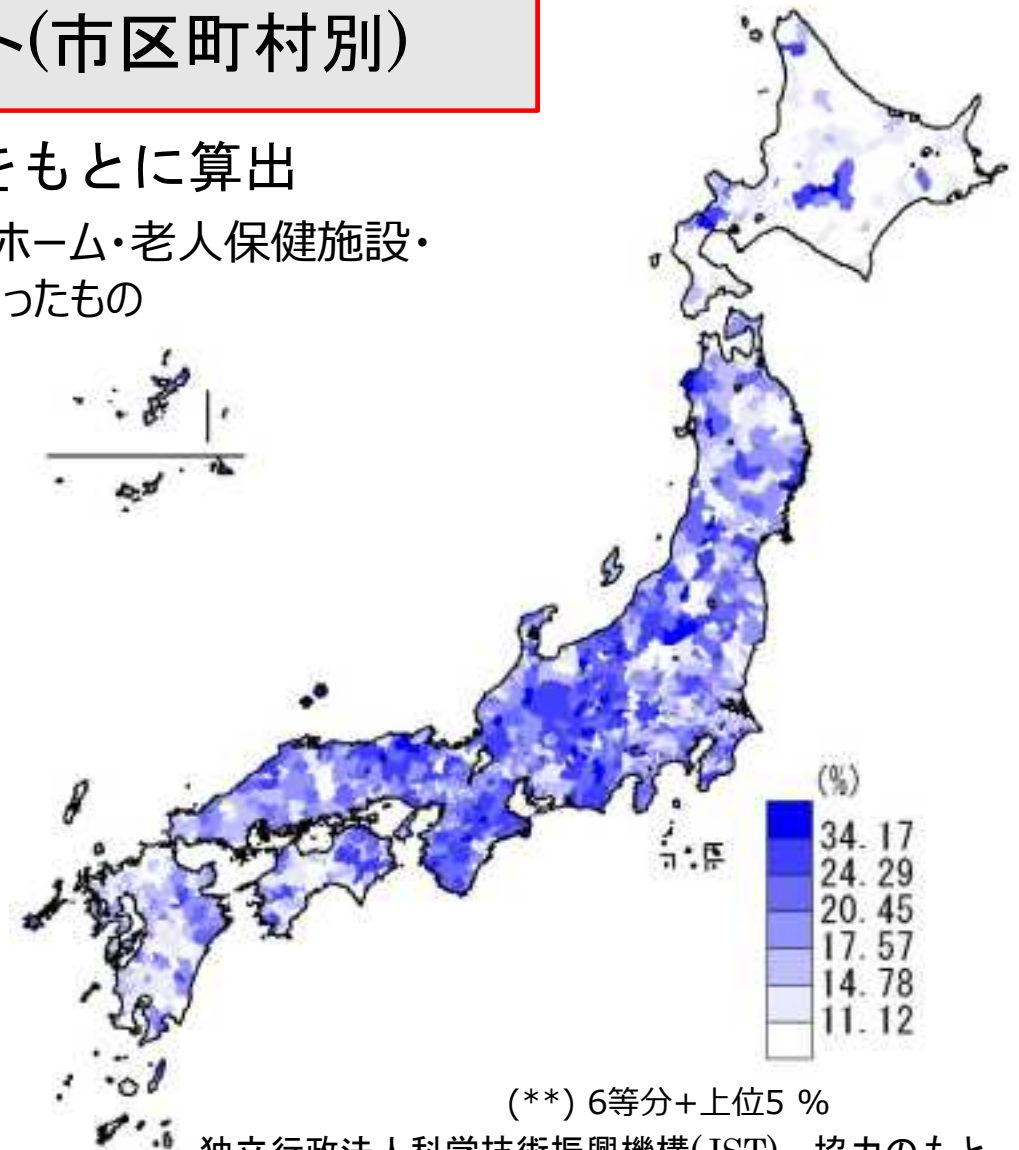 ト(市区町村別)
をもとに算出
ホーム・老人保健施設・
ったもの
(%)
34.17
24.29
20.45
17.57
14.78
11.12
(**) 6等分+上位5 %
独立行政法人科学技術振興機構(JST) 協力のもと